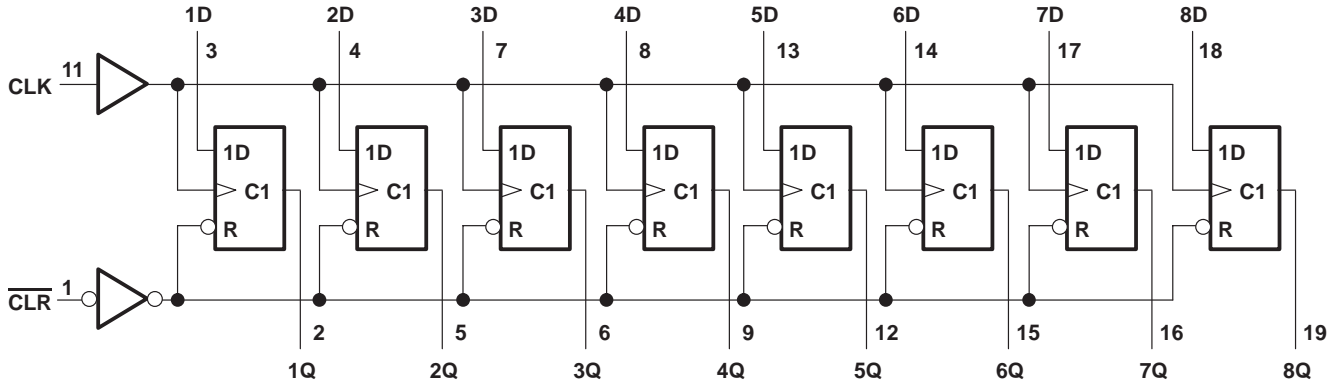 1D 2D 3D 4D 5D 6D 7D 8D
3 4 7 8 13 14 17 18
CLK 11
1D 1D 1D 1D 1D 1D 1D 1D
C1 C1 C1 C1 C1 C1 C1 C1
R R R R R R R R
CLR 1
2 5 6 9 12 15 16 19
1Q 2Q 3Q 4Q 5Q 6Q 7Q 8Q